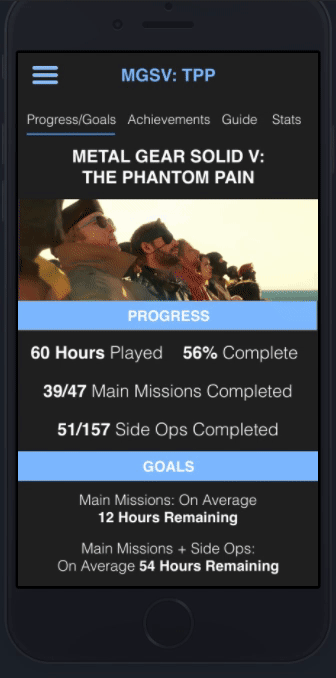 MGSV: TPP
Progress/Goals Achievements Guide Stats
METAL GEAR SOLID V:
THE PHANTOM PAIN
PROGRESS
60 Hours Played 56% Complete
39/47 Main Missions Completed
51/157 Side Ops Completed
GOALS
Main Missions: On Average
12 Hours Remaining
Main Missions + Side Ops:
On Average 54 Hours Remaining